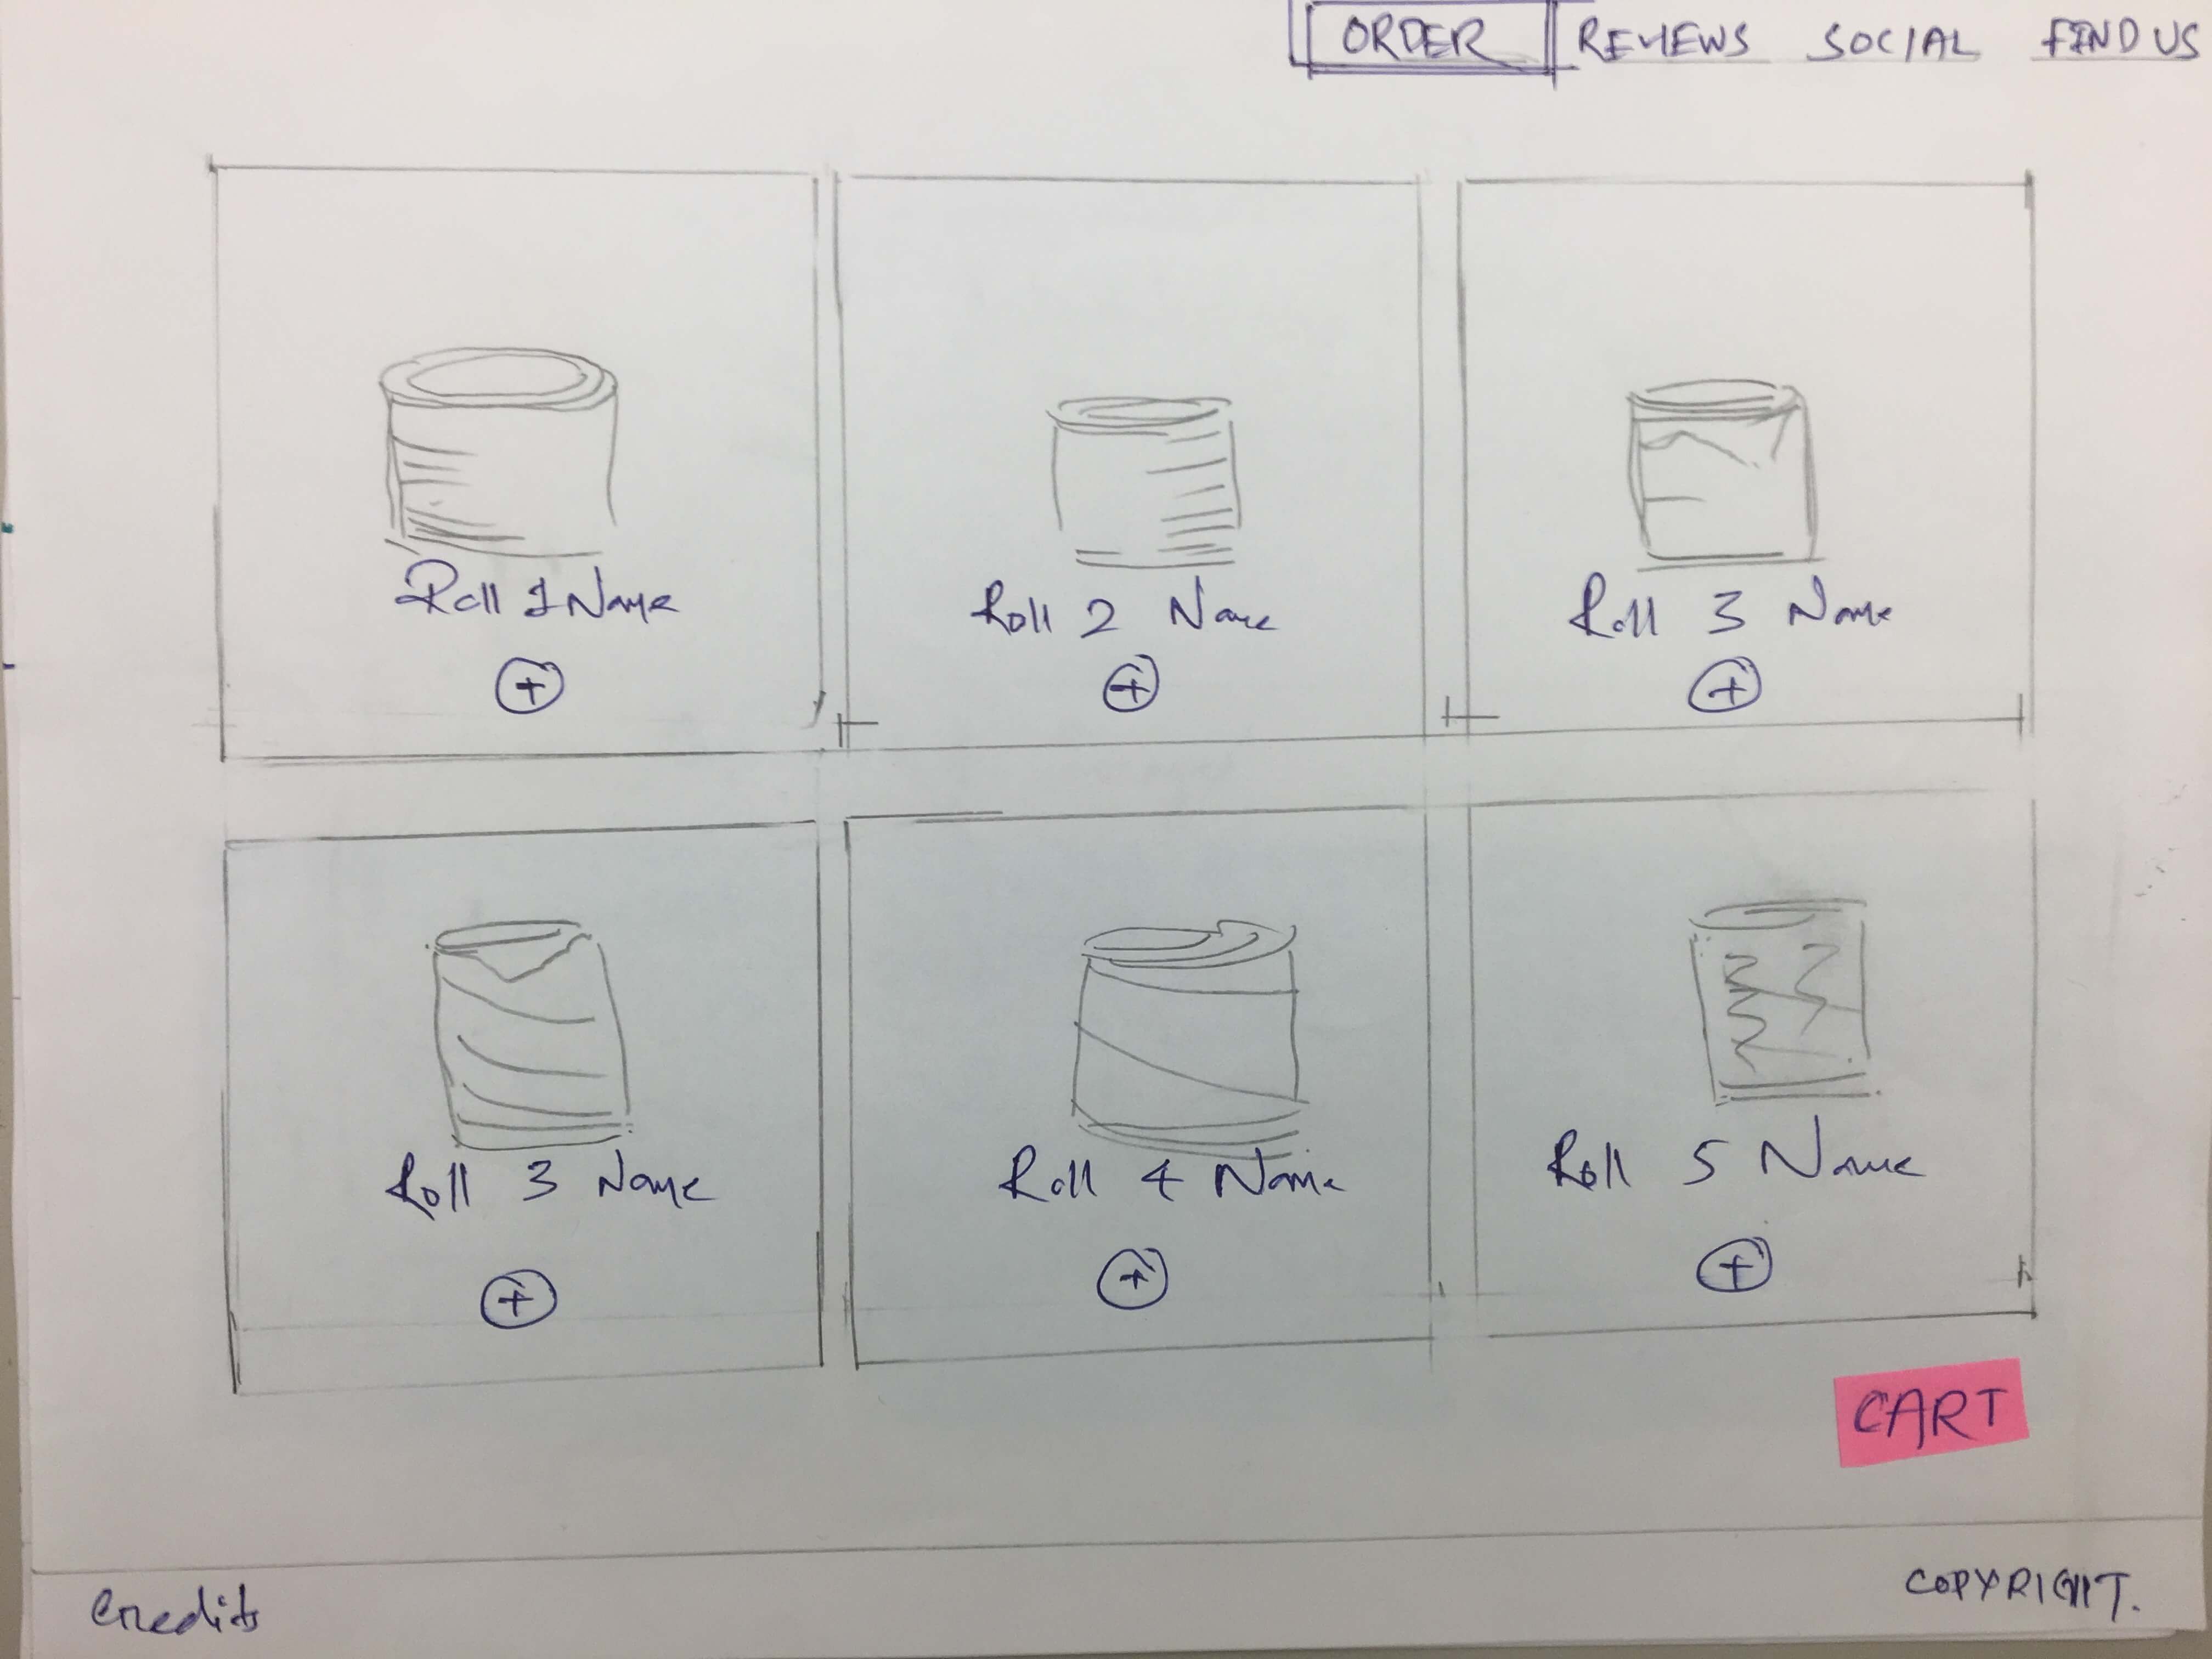 ORDER REVIEWS SOCIAL FIND US
Roll 1 Name
Roll 2 Name
Roll 3 Name
+ + +
Roll 3 Name
Roll 4 Name
Roll 5 Name
+ + +
CART
Credits
COPYRIGHT.